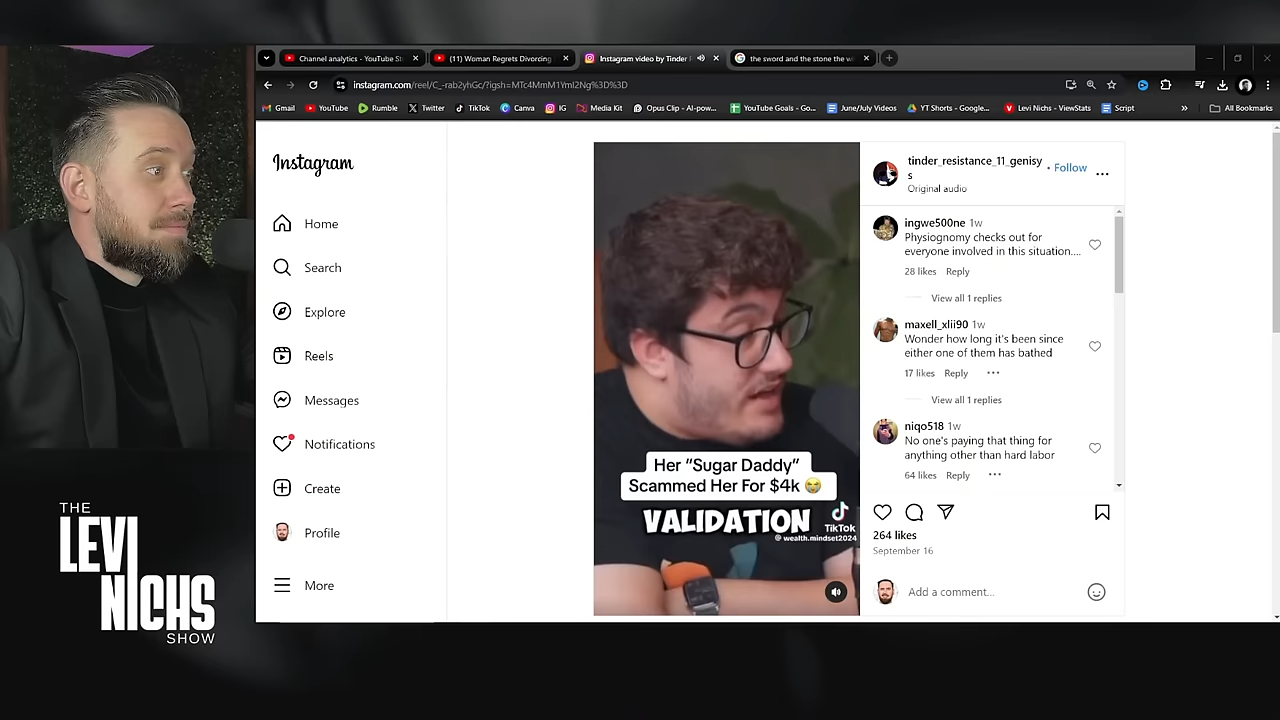 Channel analytics - YouTube St
(11) Woman Regrets Divorcing
Instagram video by Tinder
the sword and the stone the w
instagram.com/reel/C_-rab2yhGc/?igsh=MTc4MmM1YmI2Ng%3D%3D
Gmail
YouTube
Rumble
Twitter
TikTok
Canva
IG
Media Kit
Opus Clip - AI-pow...
YouTube Goals - Go...
June/July Videos
YT Shorts - Google...
Levi Nichs - ViewStats
Script
All Bookmarks
Instagram
Home
Search
Explore
Reels
Messages
Notifications
Create
Profile
More
Her “Sugar Daddy”
Scammed Her For $4k 😭
VALIDATION
TikTok
@ wealth.mindset2024
tinder_resistance_11_genisy
s
• Follow
Original audio
ingwe500ne 1w
Physiognomy checks out for
everyone involved in this situation....
28 likes Reply
View all 1 replies
maxell_xlii90 1w
Wonder how long it's been since
either one of them has bathed
17 likes Reply
View all 1 replies
niqo518 1w
No one's paying that thing for
anything other than hard labor
64 likes Reply
264 likes
September 16
Add a comment...
THE
LEVI
NICHS
SHOW